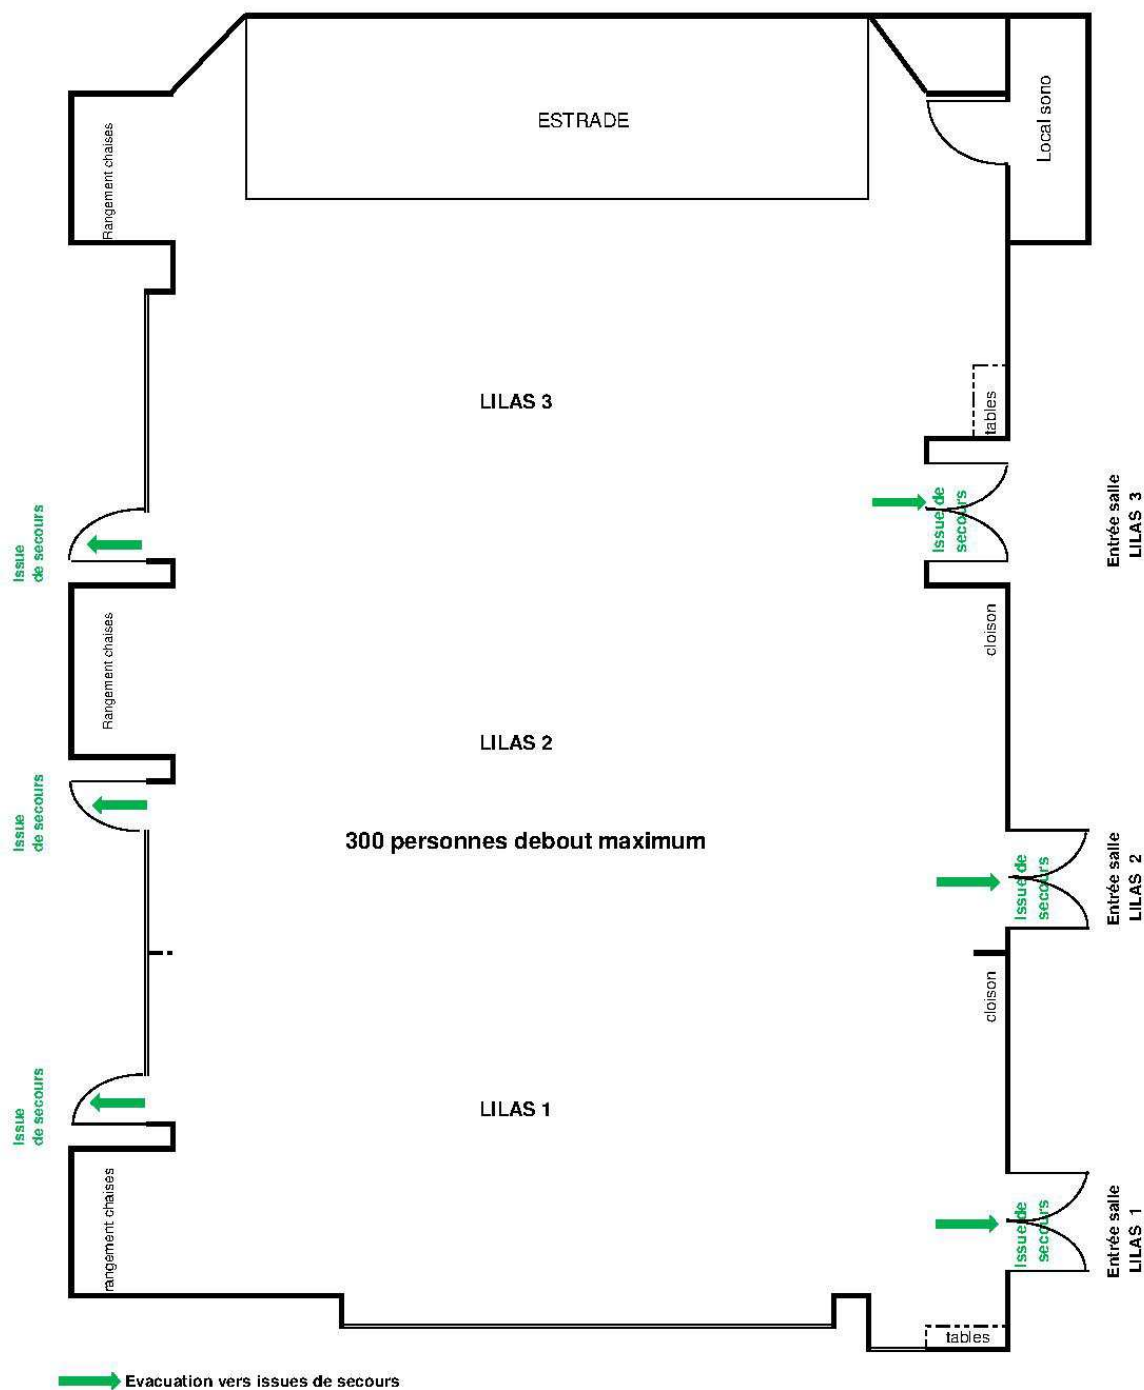 ESTRADE
Local sono
Rangement chaises
LILAS 3
tables
Issue de
secours
Entrée salle
LILAS 3
Issue
de secours
Rangement chaises
cloison
LILAS 2
Issue
de secours
300 personnes debout maximum
Issue de
secours
Entrée salle
LILAS 2
cloison
LILAS 1
Issue
de secours
rangement chaises
Issue de
secours
Entrée salle
LILAS 1
tables
Evacuation vers issues de secours